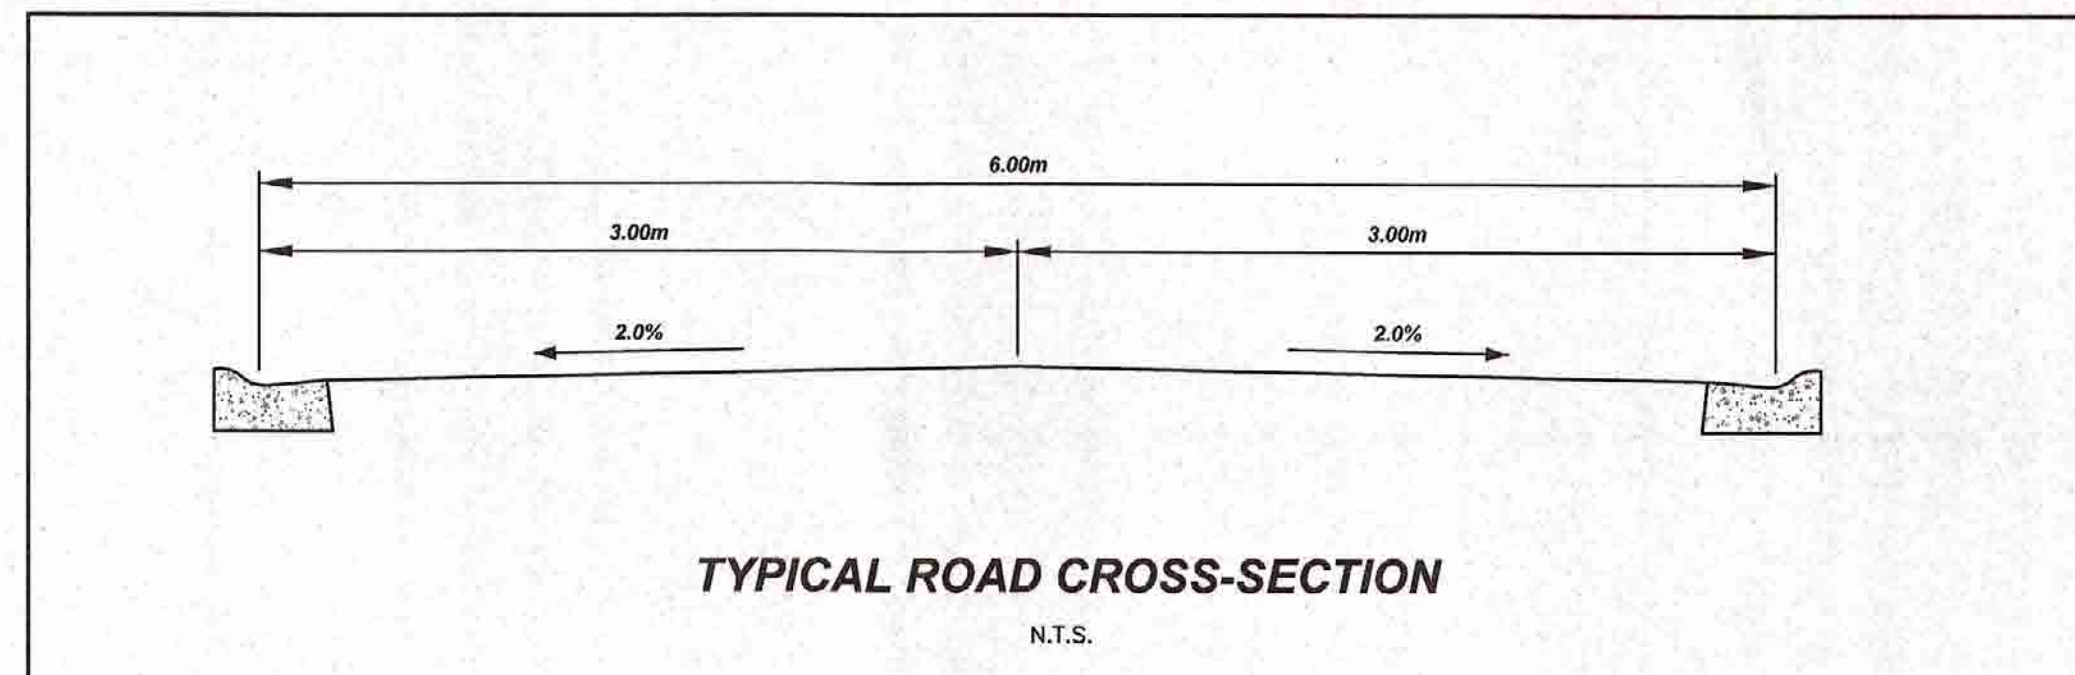 6.00m
3.00m
3.00m
2.0%
2.0%
TYPICAL ROAD CROSS-SECTION
N.T.S.